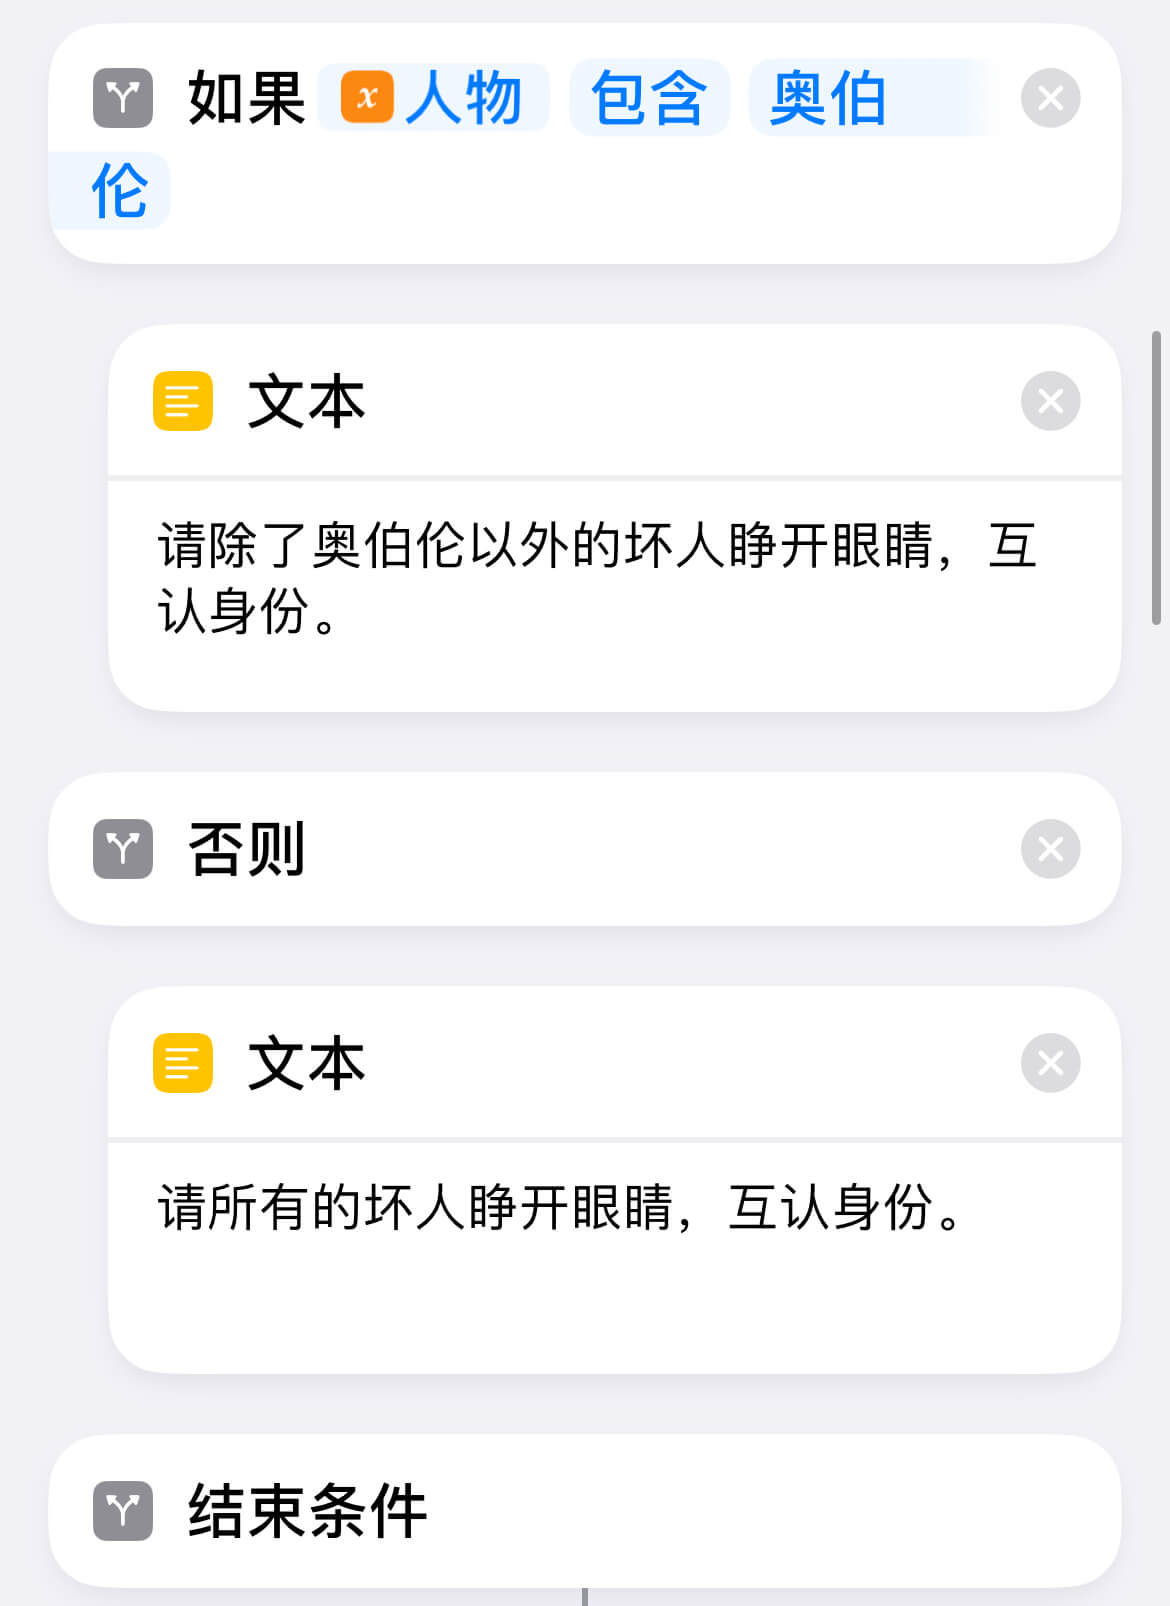 如果 x 人物 包含 奥伯
伦
文本
请除了奥伯伦以外的坏人睁开眼睛，互
认身份。
否则
文本
请所有的坏人睁开眼睛，互认身份。
结束条件